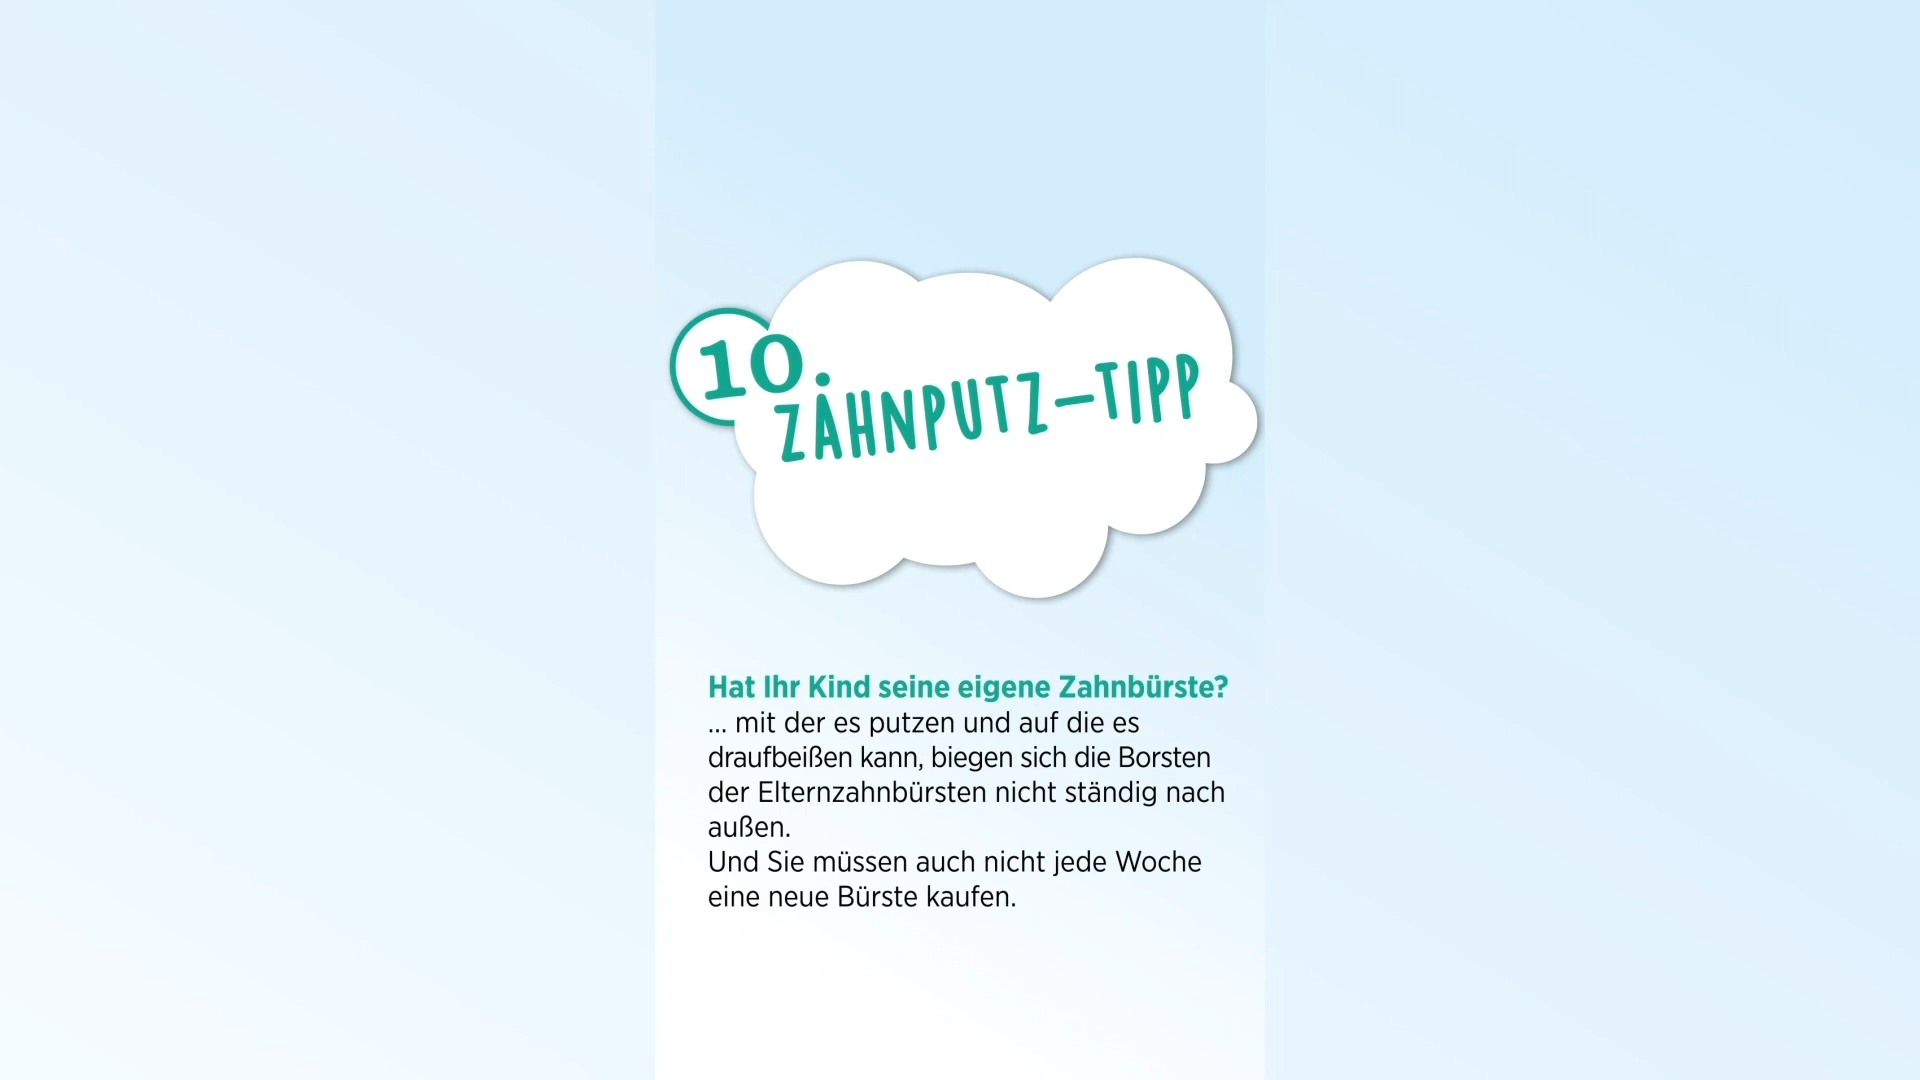 10.
ZAHNPUTZ-TIPP
Hat Ihr Kind seine eigene Zahnbürste?
... mit der es putzen und auf die es
draufbeißen kann, biegen sich die Borsten
der Elternzahnbürsten nicht ständig nach
außen.
Und Sie müssen auch nicht jede Woche
eine neue Bürste kaufen.